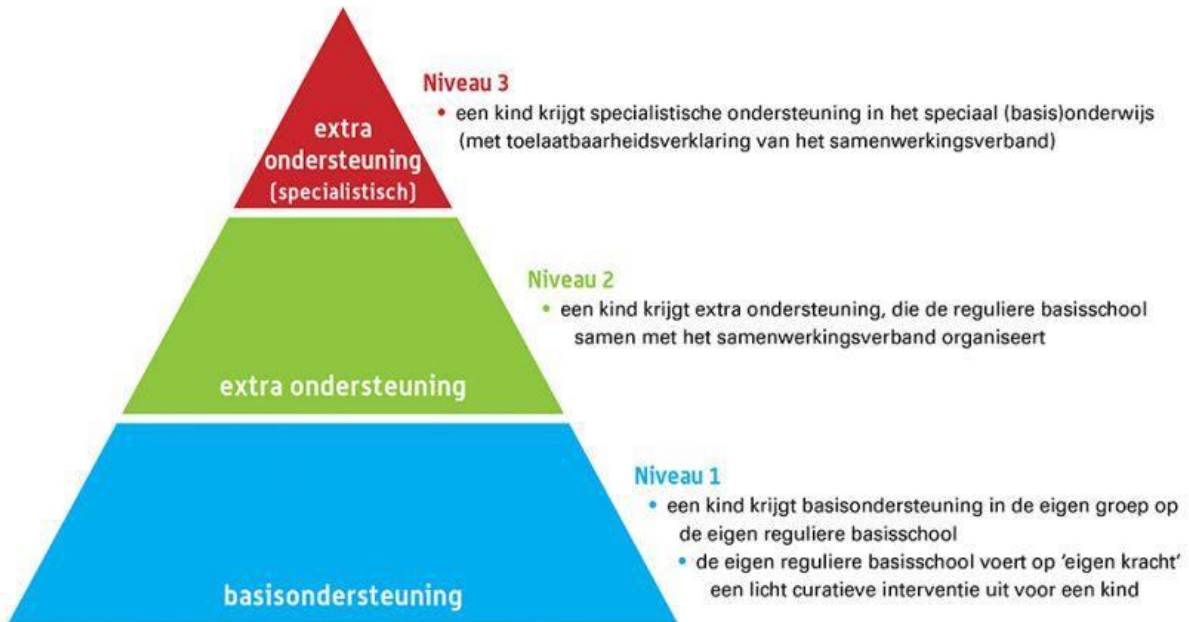 Niveau 3
• een kind krijgt specialistische ondersteuning in het speciaal (basis)onderwijs
(met toelaatbaarheidsverklaring van het samenwerkingsverband)
extra
ondersteuning
(specialistisch)
Niveau 2
• een kind krijgt extra ondersteuning, die de reguliere basisschool
samen met het samenwerkingsverband organiseert
extra ondersteuning
Niveau 1
• een kind krijgt basisondersteuning in de eigen groep op
de eigen reguliere basisschool
• de eigen reguliere basisschool voert op ‘eigen kracht’
een licht curatieve interventie uit voor een kind
basisondersteuning